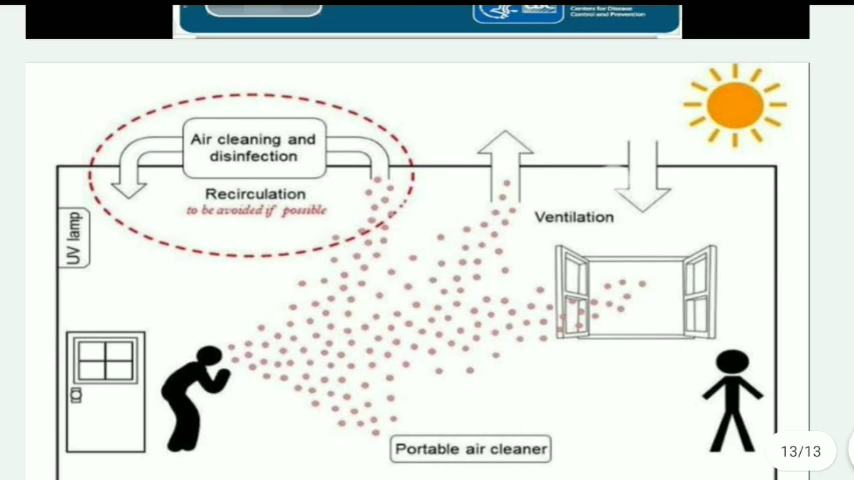 CDC
Centers for Disease
Control and Prevention
Air cleaning and
disinfection
Recirculation
to be avoided if possible
UV lamp
Ventilation
Portable air cleaner
13/13